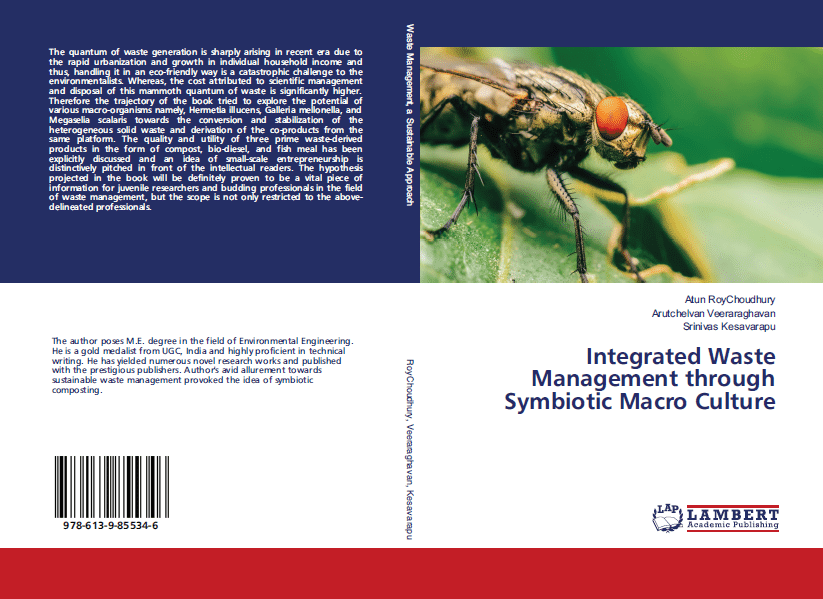 The quantum of waste generation is sharply arising in recent era due to
the rapid urbanization and growth in individual household income and
thus, handling it in an eco-friendly way is a catastrophic challenge to the
environmentalists. Whereas, the cost attributed to scientific management
and disposal of this mammoth quantum of waste is significantly higher.
Therefore the trajectory of the book tried to explore the potential of
various macro-organisms namely, Hermetia illucens, Galleria mellonella, and
Megaselia scalaris towards the conversion and stabilization of the
heterogeneous solid waste and derivation of the co-products from the
same platform. The quality and utility of three prime waste-derived
products in the form of compost, bio-diesel, and fish meal has been
explicitly discussed and an idea of small-scale entrepreneurship is
distinctively pitched in front of the intellectual readers. The hypothesis
projected in the book will be definitely proven to be a vital piece of
information for juvenile researchers and budding professionals in the field
of waste management, but the scope is not only restricted to the above-
delineated professionals.
The author poses M.E. degree in the field of Environmental Engineering.
He is a gold medalist from UGC, India and highly proficient in technical
writing. He has yielded numerous novel research works and published
with the prestigious publishers. Author's avid allurement towards
sustainable waste management provoked the idea of symbiotic
composting.
978-613-9-85534-6
Waste Management, a Sustainable Approach
RoyChoudhury, Veeraraghavan, Kesavarapu
Atun RoyChoudhury
Arutchelvan Veeraraghavan
Srinivas Kesavarapu
Integrated Waste
Management through
Symbiotic Macro Culture
LAP
LAMBERT
Academic Publishing